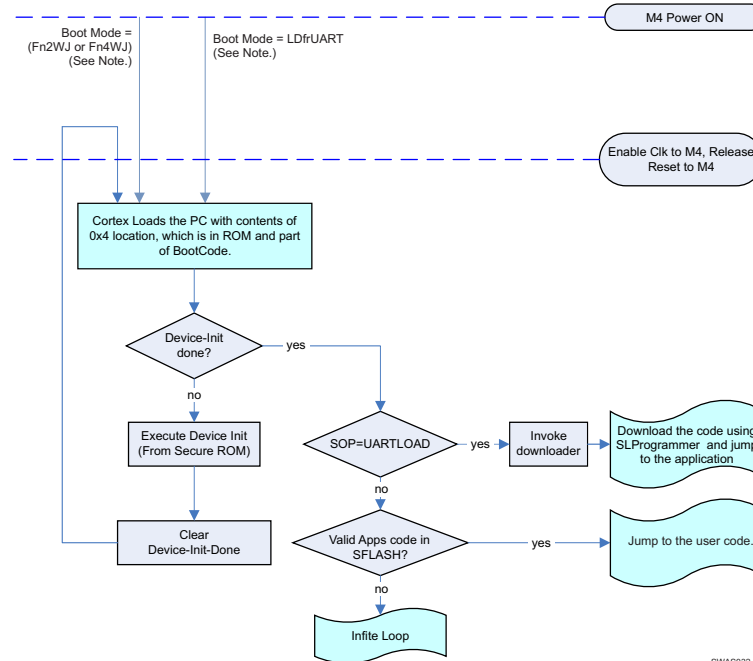 M4 Power ON
Boot Mode =
(Fn2WJ or Fn4WJ)
(See Note.)
Boot Mode = LDfrUART
(See Note.)
Enable Clk to M4, Release
Reset to M4
Cortex Loads the PC with contents of
0x4 location, which is in ROM and part
of BootCode.
Device-Init
done?
yes
no
Execute Device Init
(From Secure ROM)
SOP=UARTLOAD
yes
Invoke
downloader
Download the code using
SLProgrammer and jump
to the application
no
Clear
Device-Init-Done
Valid Apps code in
SFLASH?
yes
Jump to the user code.
no
Infite Loop